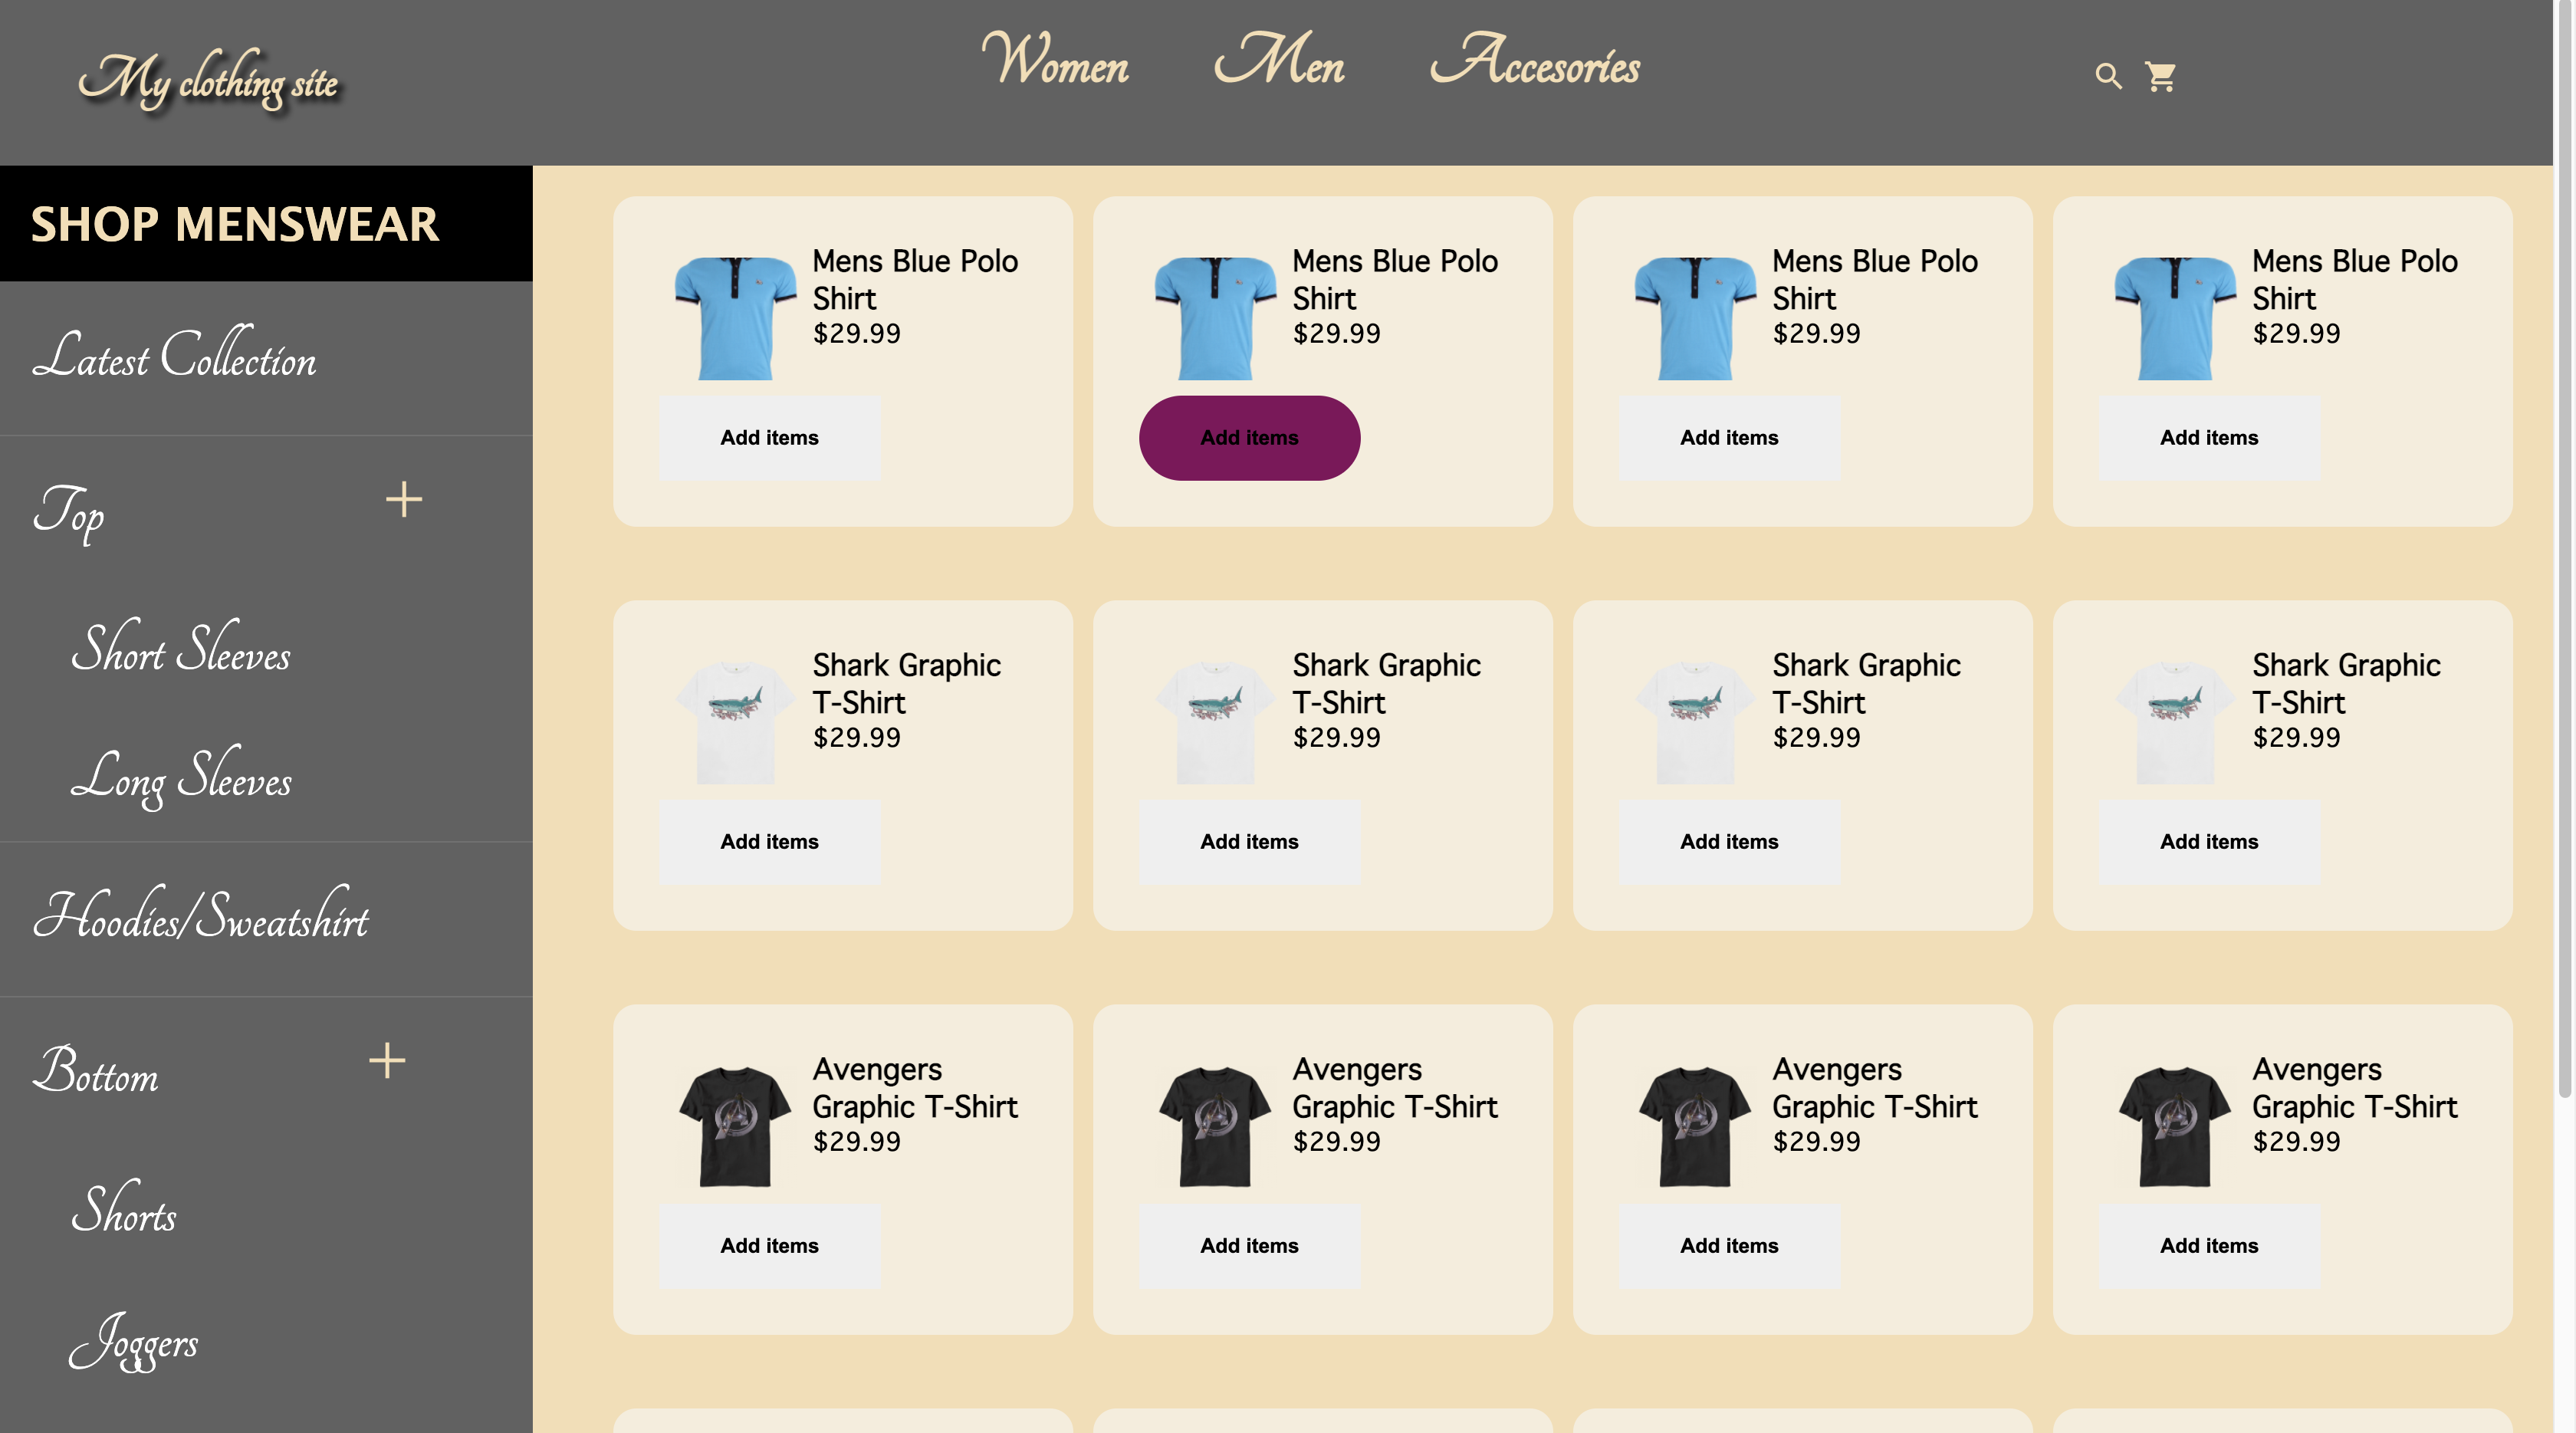 My clothing site
Women Men Accesories
SHOP MENSWEAR
Latest Collection
Top
Short Sleeves
Long Sleeves
Hoodies/Sweatshirt
Bottom
Shorts
Joggers
Mens Blue Polo
Shirt
$29.99
Add items
Mens Blue Polo
Shirt
$29.99
Add items
Mens Blue Polo
Shirt
$29.99
Add items
Mens Blue Polo
Shirt
$29.99
Add items
Shark Graphic
T-Shirt
$29.99
Add items
Shark Graphic
T-Shirt
$29.99
Add items
Shark Graphic
T-Shirt
$29.99
Add items
Shark Graphic
T-Shirt
$29.99
Add items
Avengers
Graphic T-Shirt
$29.99
Add items
Avengers
Graphic T-Shirt
$29.99
Add items
Avengers
Graphic T-Shirt
$29.99
Add items
Avengers
Graphic T-Shirt
$29.99
Add items